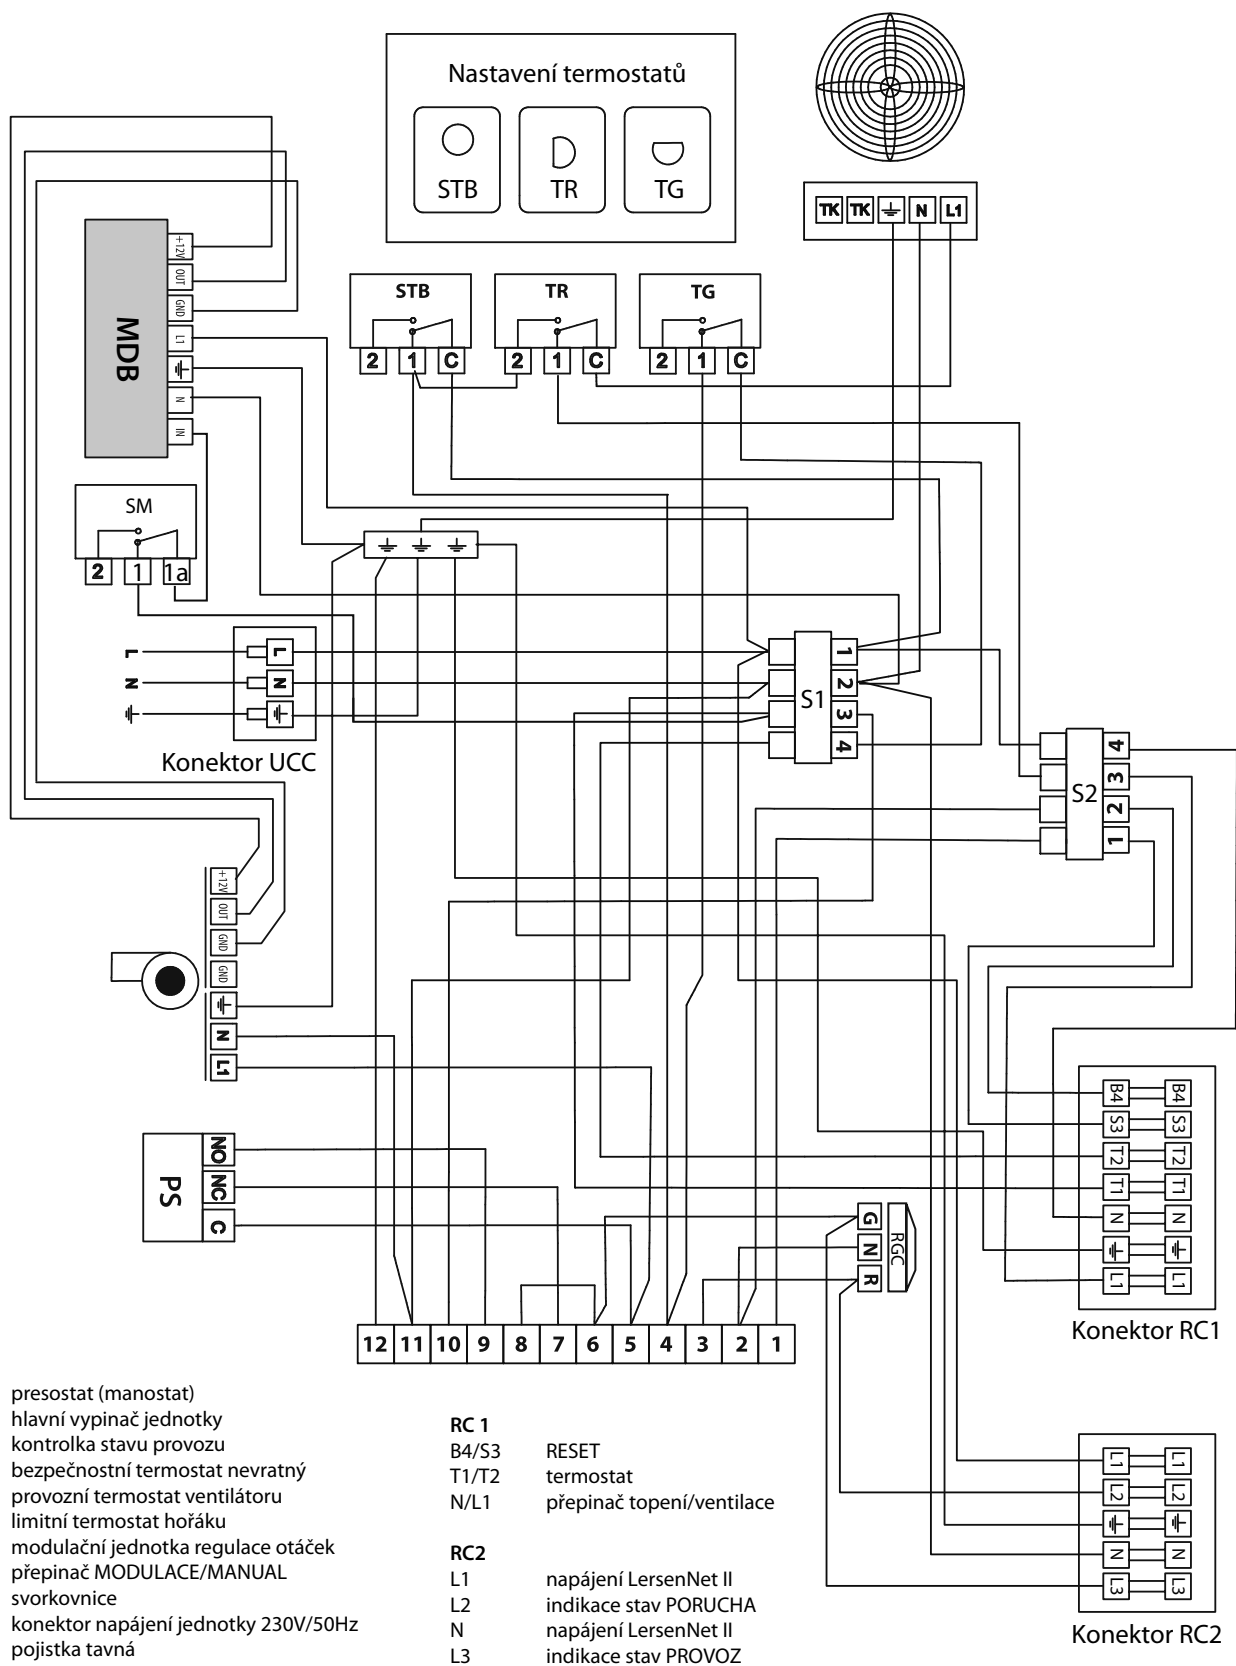 Nastavení termostatů
STB TR TG
TK TK N L1
STB TR TG
2 1 C 2 1 C 2 1 C
MDB
+12V
OUT
GND
L1
N
IN
SM
2 1 1a
L L
N N
Konektor UCC
S1
1
2
3
4
S2
4
3
2
1
+12V
OUT
GND
GND
N
L1
PS
NO
NC
C
G
N
R
RGC
B4 B4
S3 S3
T2 T2
T1 T1
N N
L1 L1
Konektor RC1
12 11 10 9 8 7 6 5 4 3 2 1
L1 L1
L2 L2
N N
L3 L3
Konektor RC2
presostat (manostat)
hlavní vypinač jednotky
kontrolka stavu provozu
bezpečnostní termostat nevratný
provozní termostat ventilátoru
limitní termostat hořáku
modulační jednotka regulace otáček
přepinač MODULACE/MANUAL
svorkovnice
konektor napájení jednotky 230V/50Hz
pojistka tavná
RC 1
B4/S3 RESET
T1/T2 termostat
N/L1 přepinač topení/ventilace
RC2
L1 napájení LersenNet II
L2 indikace stav PORUCHA
N napájení LersenNet II
L3 indikace stav PROVOZ